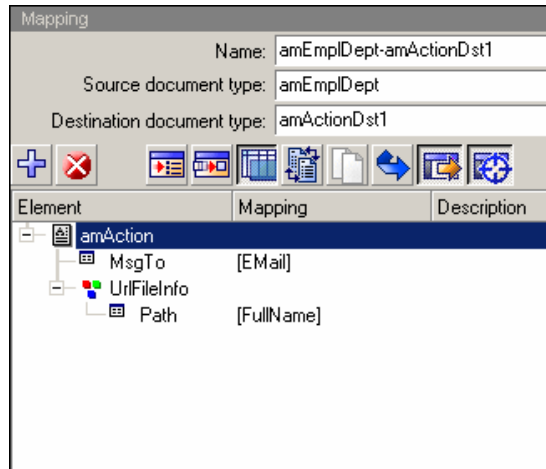 Mapping
Name: amEmplDept-amActionDst1
Source document type: amEmplDept
Destination document type: amActionDst1
Element Mapping Description
amAction
MsgTo [EMail]
UrlFileInfo
Path [FullName]